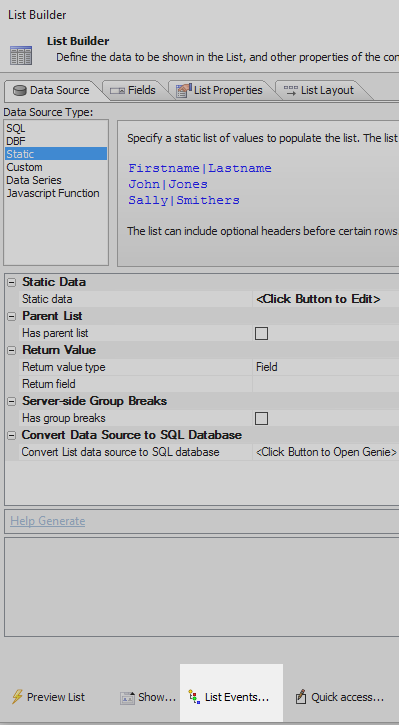 List Builder
List Builder
Define the data to be shown in the List, and other properties of the con
Data Source
Fields
List Properties
List Layout
Data Source Type:
SQL
DBF
Static
Custom
Data Series
Javascript Function
Specify a static list of values to populate the list. The list
Firstname|Lastname
John|Jones
Sally|Smithers
The list can include optional headers before certain rows
Static Data
Static data <Click Button to Edit>
Parent List
Has parent list
Return Value
Return value type Field
Return field
Server-side Group Breaks
Has group breaks
Convert Data Source to SQL Database
Convert List data source to SQL database <Click Button to Open Genie>
Help Generate
Preview List
Show...
List Events...
Quick access...